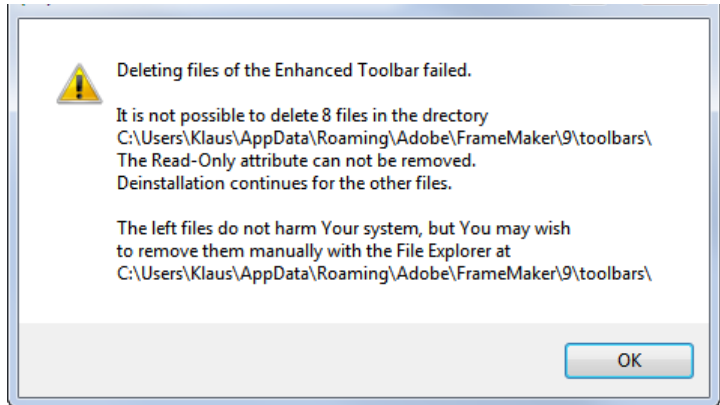 Deleting files of the Enhanced Toolbar failed.
It is not possible to delete 8 files in the drectory
C:\Users\Klaus\AppData\Roaming\Adobe\FrameMaker\9\toolbars\
The Read-Only attribute can not be removed.
Deinstallation continues for the other files.
The left files do not harm Your system, but You may wish
to remove them manually with the File Explorer at
C:\Users\Klaus\AppData\Roaming\Adobe\FrameMaker\9\toolbars\
OK